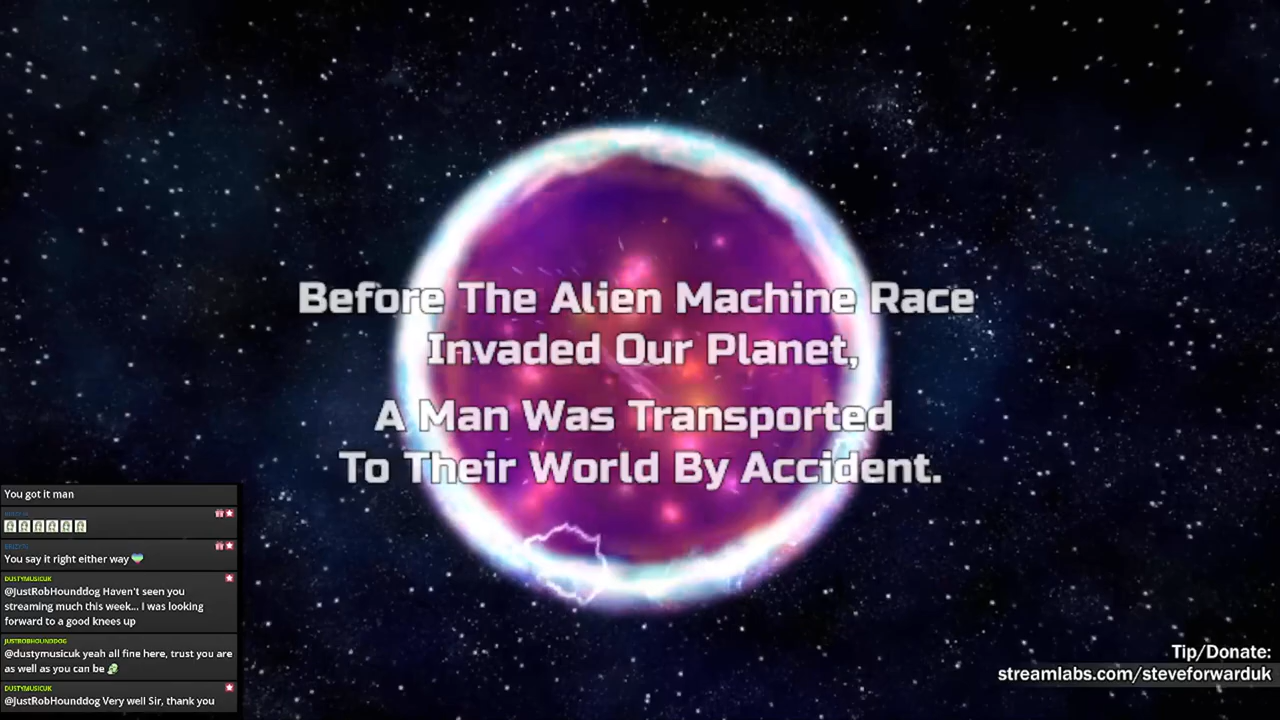 Before The Alien Machine Race
Invaded Our Planet,
A Man Was Transported
To Their World By Accident.
You got it man
You say it right either way
DUSTYMUSICUK
@JustRobHounddog Haven't seen you
streaming much this week... I was looking
forward to a good knees up
JUSTROBHOUNDDOG
@dustymusicuk yeah all fine here, trust you are
as well as you can be
DUSTYMUSICUK
@JustRobHounddog Very well Sir, thank you
Tip/Donate:
streamlabs.com/steveforwarduk